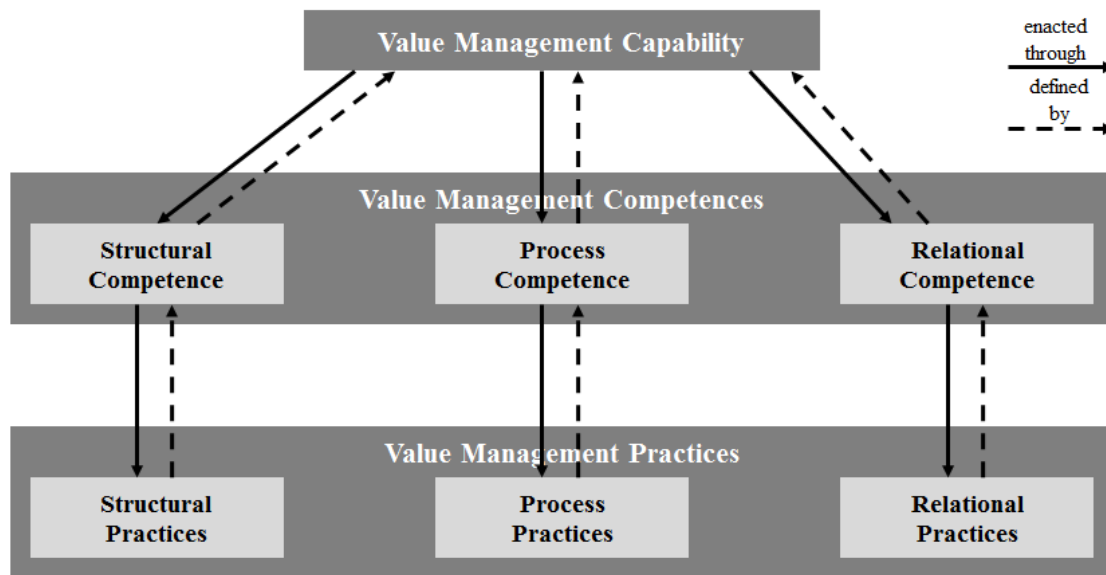 Value Management Capability
enacted
through
defined
by
Value Management Competences
Structural
Competence
Process
Competence
Relational
Competence
Value Management Practices
Structural
Practices
Process
Practices
Relational
Practices